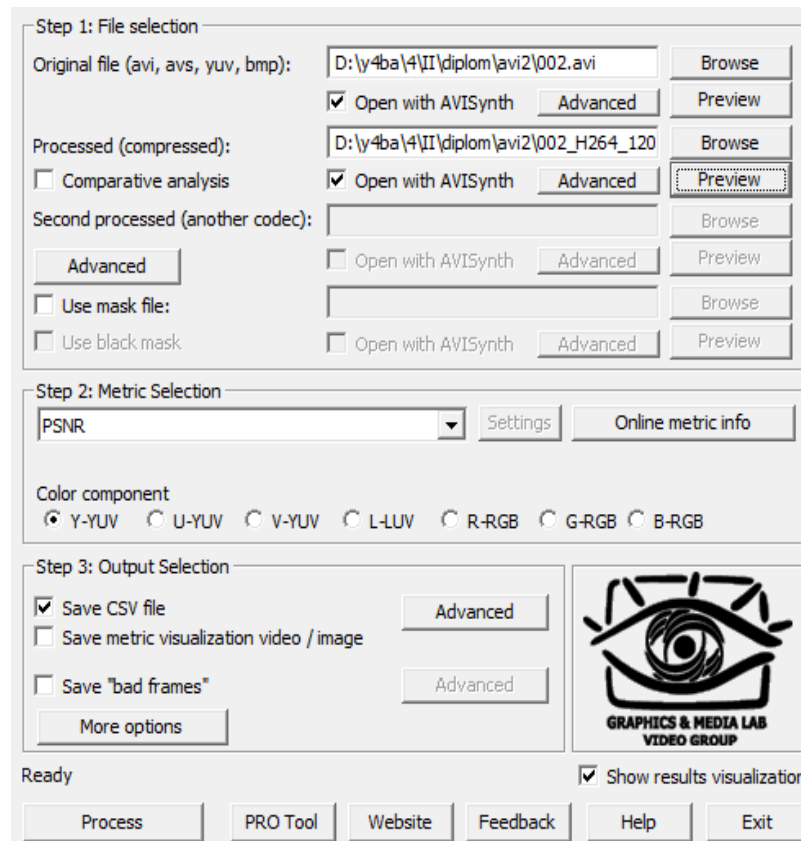 Step 1: File selection
Original file (avi, avs, yuv, bmp): D:\y4ba\4\II\diplom\avi2\002.avi Browse
Open with AVISynth Advanced Preview
Processed (compressed): D:\y4ba\4\II\diplom\avi2\002_H264_120 Browse
Comparative analysis Open with AVISynth Advanced Preview
Second processed (another codec): Browse
Advanced Open with AVISynth Advanced Preview
Use mask file: Browse
Use black mask Open with AVISynth Advanced Preview
Step 2: Metric Selection
PSNR Settings Online metric info
Color component
Y-YUV U-YUV V-YUV L-LUV R-RGB G-RGB B-RGB
Step 3: Output Selection
Save CSV file Advanced
Save metric visualization video / image
Save "bad frames" Advanced
More options
GRAPHICS & MEDIA LAB
VIDEO GROUP
Ready Show results visualization
Process PRO Tool Website Feedback Help Exit